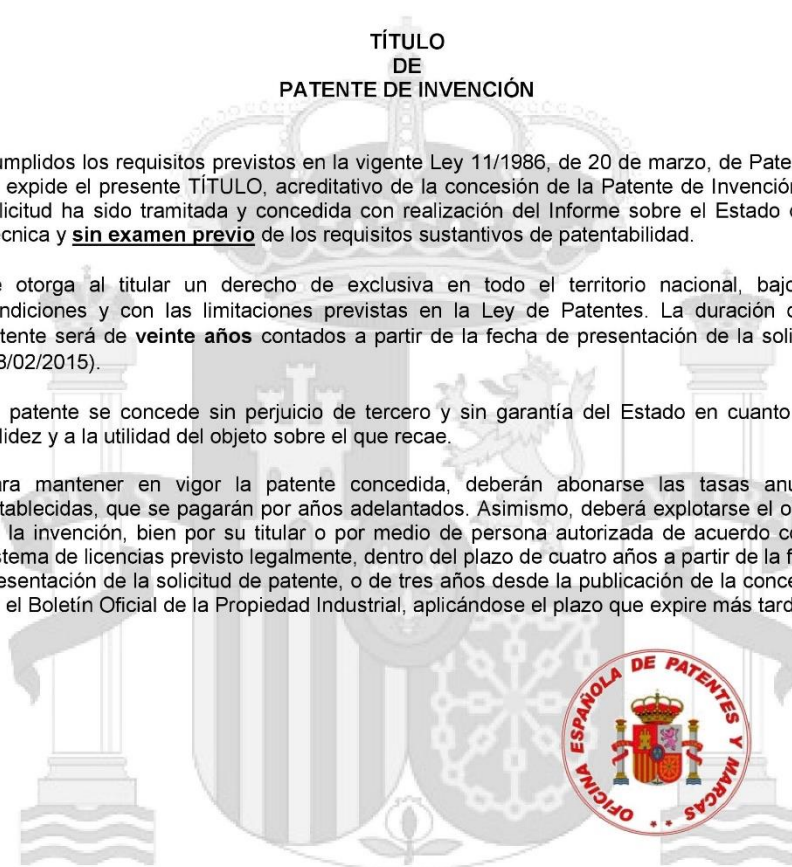 TÍTULO
DE
PATENTE DE INVENCIÓN
umplidos los requisitos previstos en la vigente Ley 11/1986, de 20 de marzo, de Pate
expide el presente TÍTULO, acreditativo de la concesión de la Patente de Invención
licitud ha sido tramitada y concedida con realización del Informe sobre el Estado
cnica y sin examen previo de los requisitos sustantivos de patentabilidad.
otorga al titular un derecho de exclusiva en todo el territorio nacional, bajo
ndiciones y con las limitaciones previstas en la Ley de Patentes. La duración
tente será de veinte años contados a partir de la fecha de presentación de la soli
/02/2015).
patente se concede sin perjuicio de tercero y sin garantía del Estado en cuanto
lidez y a la utilidad del objeto sobre el que recae.
ra mantener en vigor la patente concedida, deberán abonarse las tasas anu
tablecidas, que se pagarán por años adelantados. Asimismo, deberá explotarse el o
la invención, bien por su titular o por medio de persona autorizada de acuerdo co
stema de licencias previsto legalmente, dentro del plazo de cuatro años a partir de la f
esentación de la solicitud de patente, o de tres años desde la publicación de la conce
el Boletín Oficial de la Propiedad Industrial, aplicándose el plazo que expire más tard
OFICINA ESPAÑOLA DE PATENTES Y MARCAS